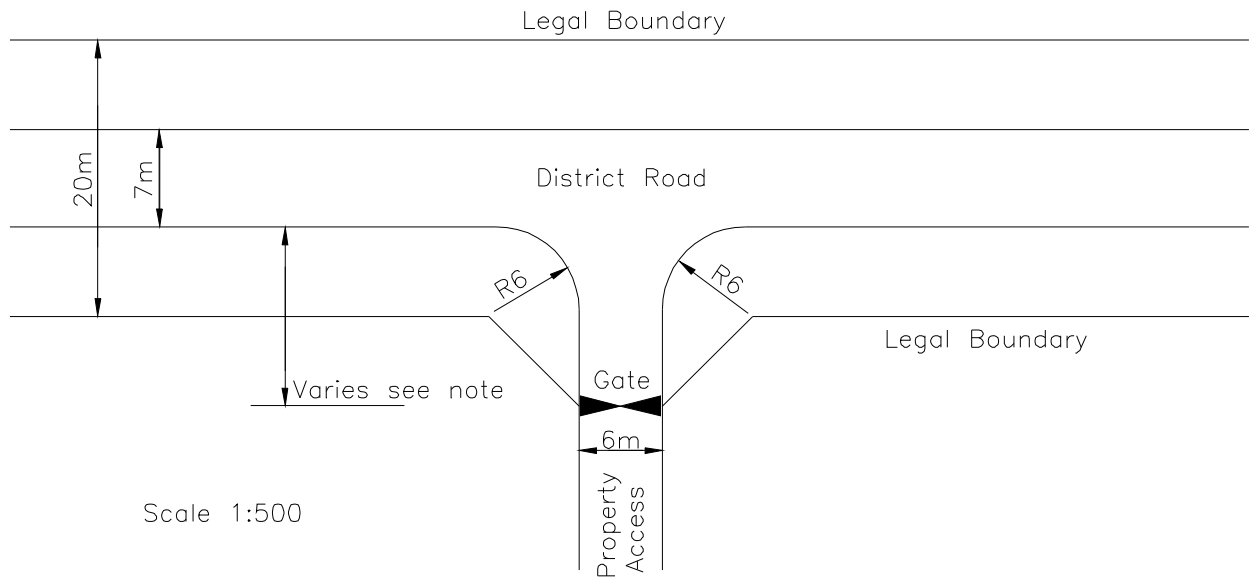 Legal Boundary
20m
7m
District Road
R6
R6
Legal Boundary
Varies see note
Gate
6m
Scale 1:500
Property
Access